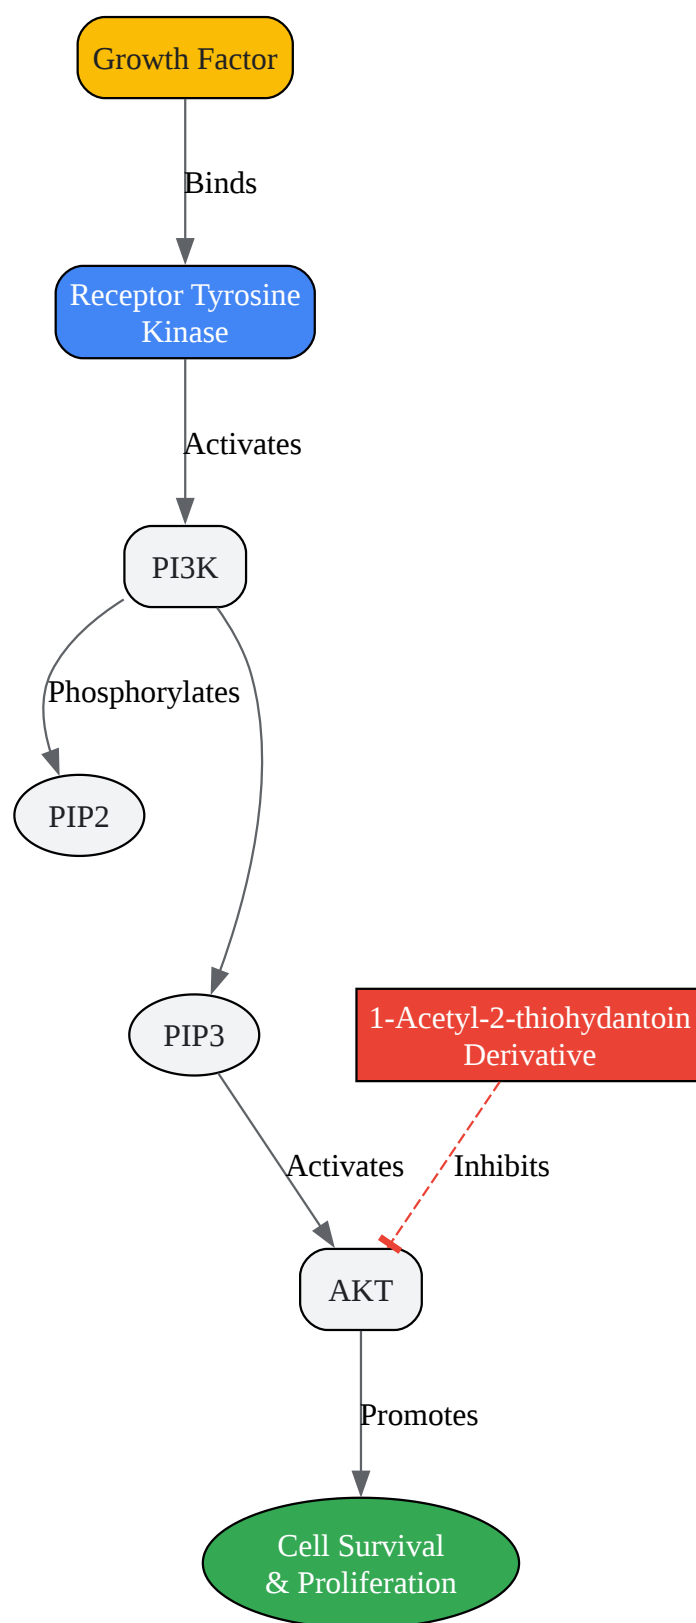 Growth Factor
Binds
Receptor Tyrosine
Kinase
Activates
PI3K
Phosphorylates
PIP2
PIP3
1-Acetyl-2-thiohydantoin
Derivative
Activates
Inhibits
AKT
Promotes
Cell Survival
& Proliferation